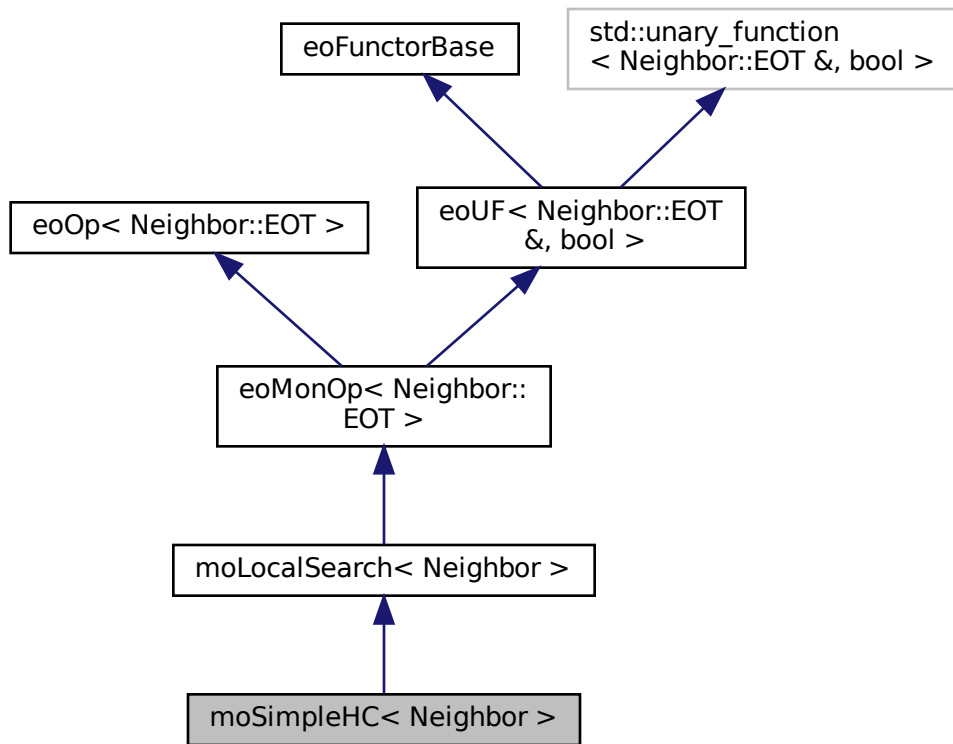 eoFunctorBase
std::unary_function
< Neighbor::EOT &, bool >
eoOp< Neighbor::EOT >
eoUF< Neighbor::EOT
&, bool >
eoMonOp< Neighbor::
EOT >
moLocalSearch< Neighbor >
moSimpleHC< Neighbor >